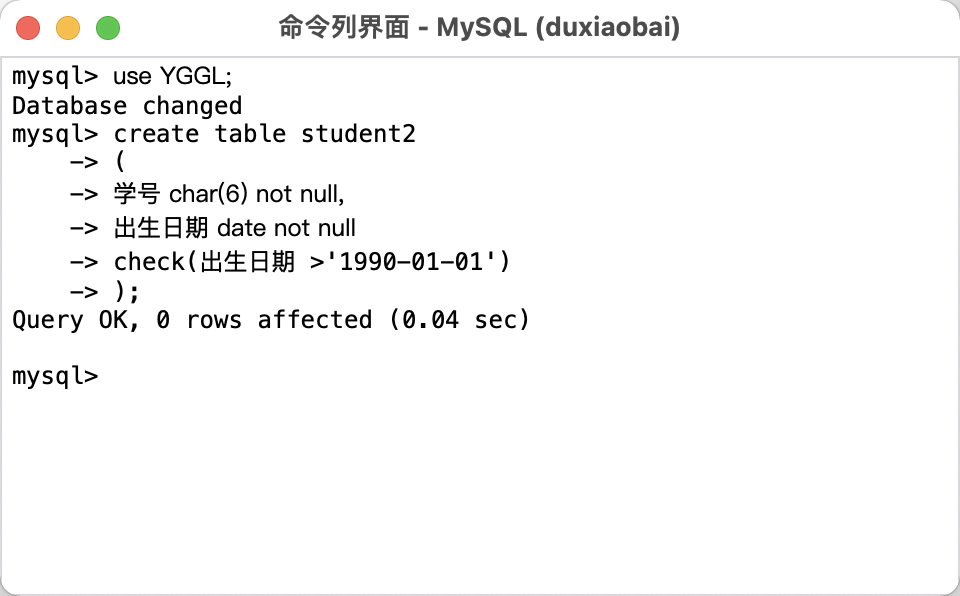 命令列界面 - MySQL (duxiaobai)
mysql> use YGGL;
Database changed
mysql> create table student2
    -> (
    -> 学号 char(6) not null,
    -> 出生日期 date not null
    -> check(出生日期 >'1990-01-01')
    -> );
Query OK, 0 rows affected (0.04 sec)

mysql>